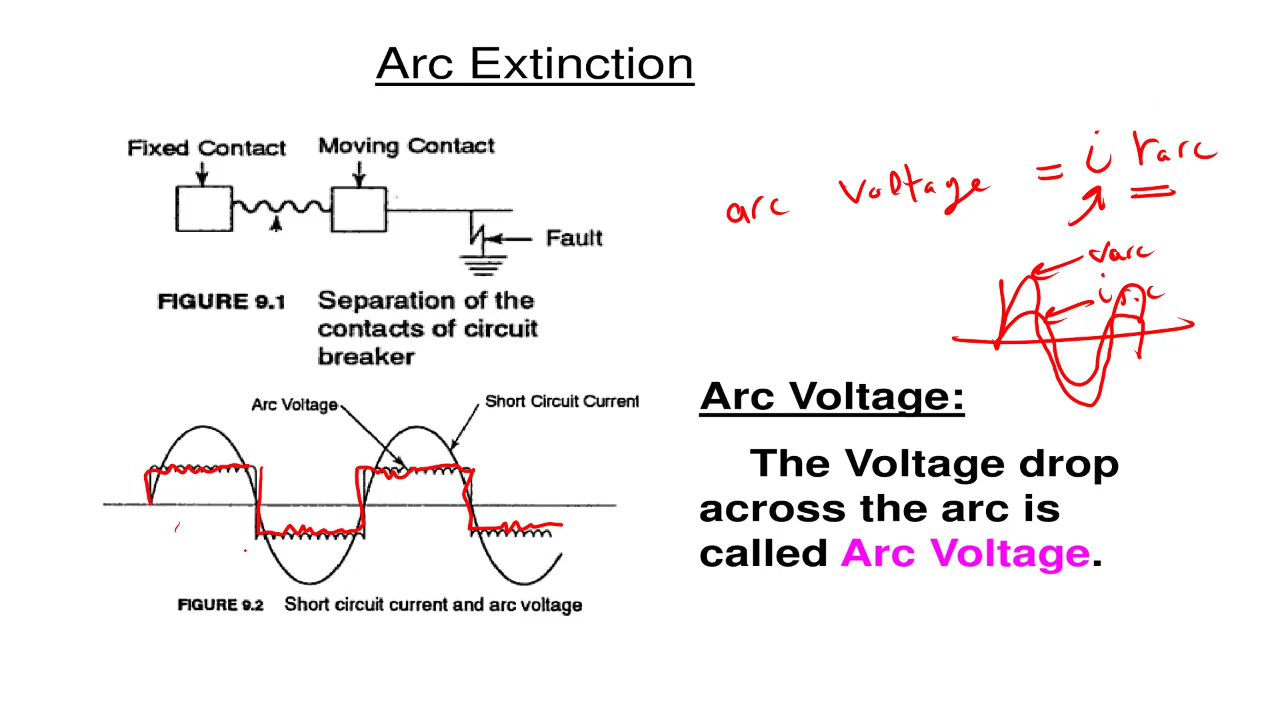 Arc Extinction
Fixed Contact
Moving Contact
Fault
FIGURE 9.1 Separation of the
contacts of circuit
breaker
arc voltage = i rarc
varc
is.c
Arc Voltage
Short Circuit Current
FIGURE 9.2 Short circuit current and arc voltage
Arc Voltage:
The Voltage drop
across the arc is
called Arc Voltage.